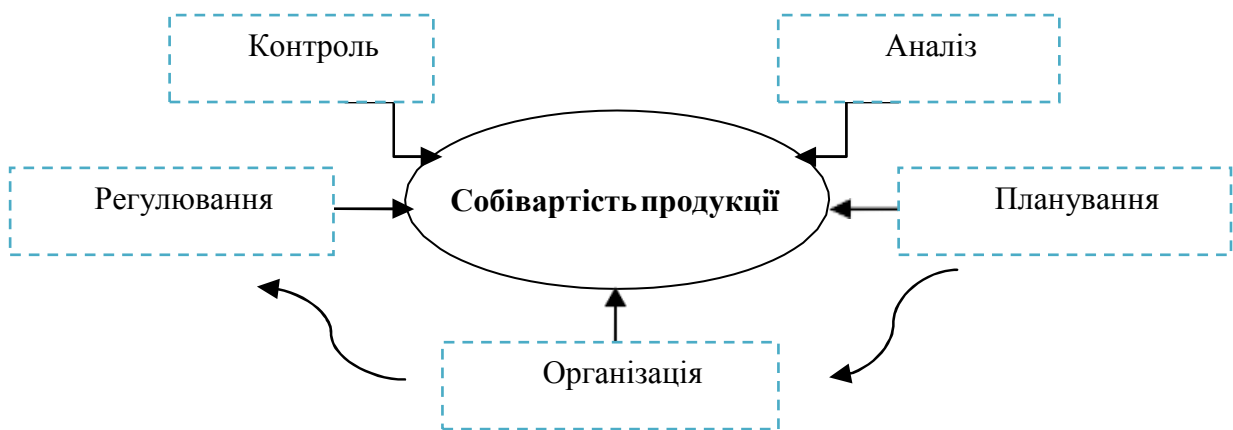 Контроль
Аналіз
Регулювання
Собівартість продукції
Планування
Організація